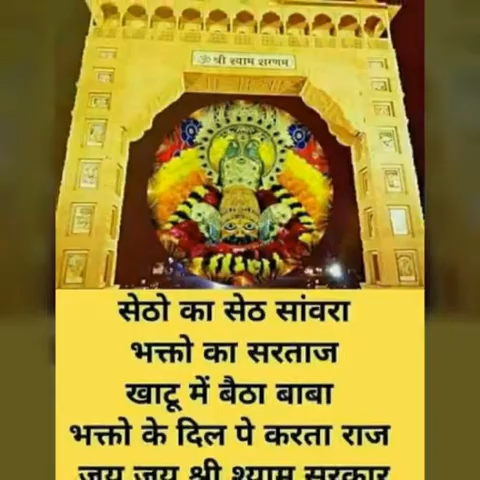 ॐ श्री श्याम शरणम्
सेठो का सेठ सांवरा
भक्तो का सरताज
खाटू में बैठा बाबा
भक्तो के दिल पे करता राज
जय जय श्री श्याम सरकार